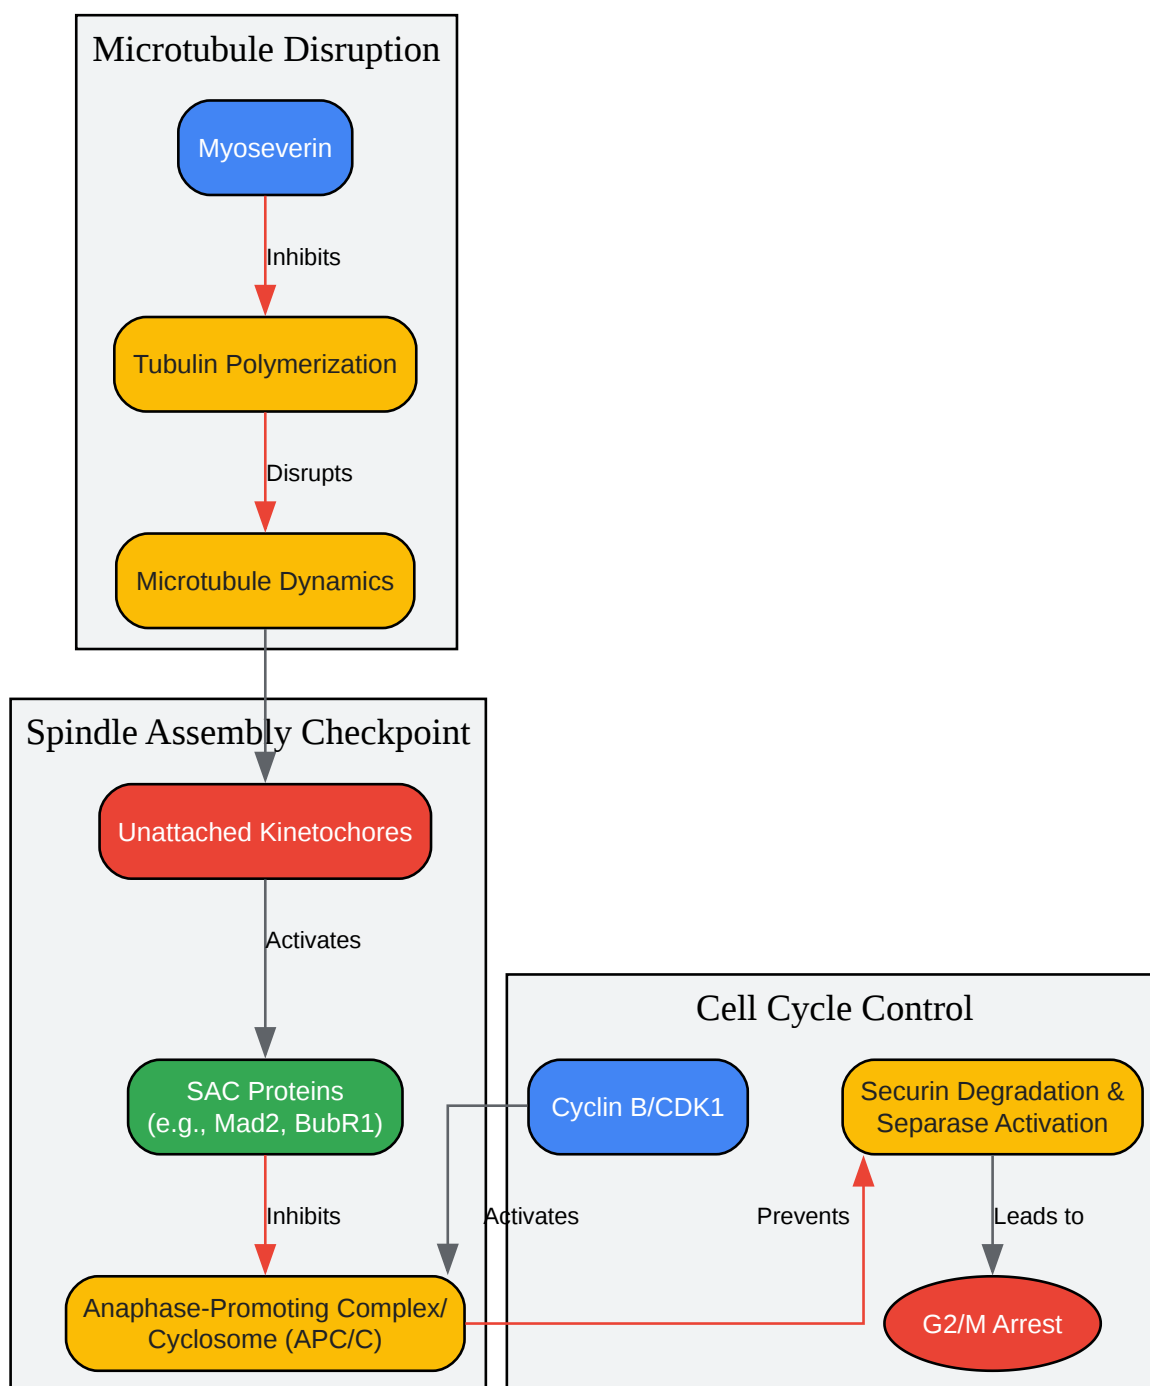 Microtubule Disruption
Myoseverin
Inhibits
Tubulin Polymerization
Disrupts
Microtubule Dynamics
Spindle Assembly Checkpoint
Unattached Kinetochores
Activates
SAC Proteins
(e.g., Mad2, BubR1)
Inhibits
Anaphase-Promoting Complex/
Cyclosome (APC/C)
Cell Cycle Control
Cyclin B/CDK1
Activates
Securin Degradation &
Separase Activation
Prevents
Leads to
G2/M Arrest